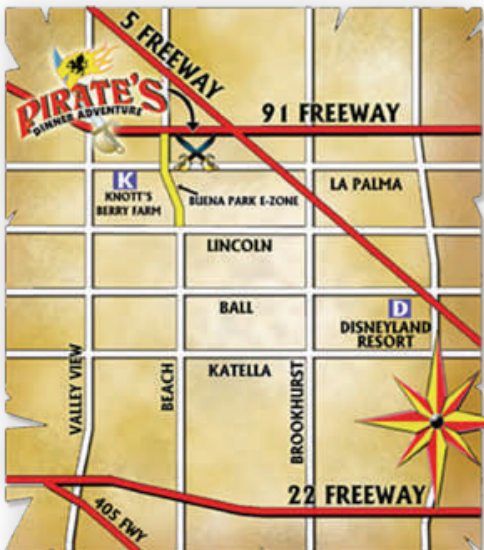 5 FREEWAY
PIRATE'S
DINNER ADVENTURE
91 FREEWAY
K
KNOTT'S
BERRY FARM
BUENA PARK E-ZONE
LA PALMA
LINCOLN
BALL
D
DISNEYLAND
RESORT
KATELLA
VALLEY VIEW
BEACH
BROOKHURST
22 FREEWAY
405 FWY